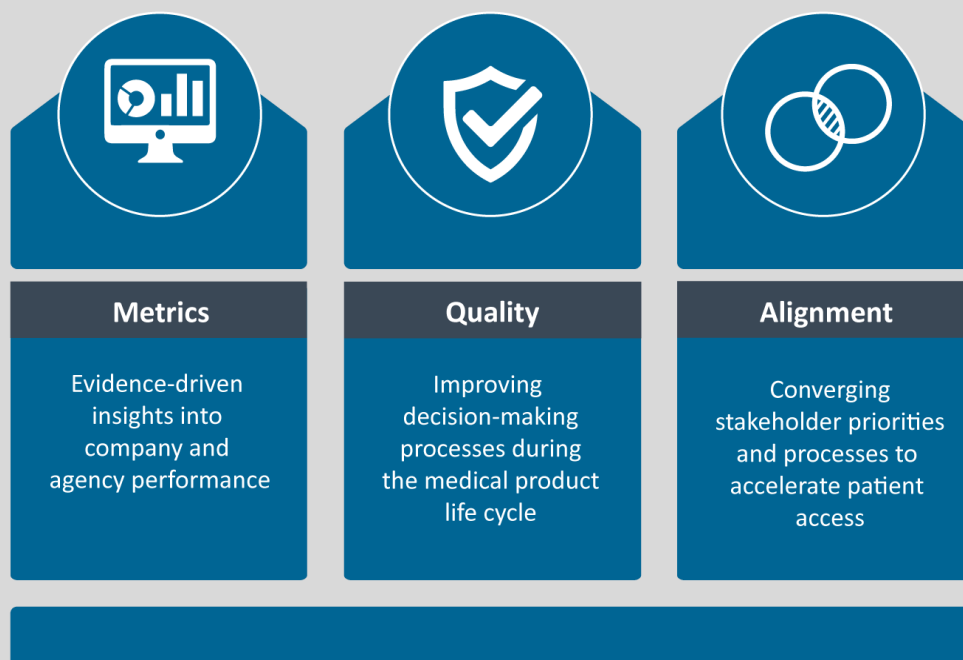 Metrics
Evidence-driven
insights into
company and
agency performance
Quality
Improving
decision-making
processes during
the medical product
life cycle
Alignment
Converging
stakeholder priorities
and processes to
accelerate patient
access